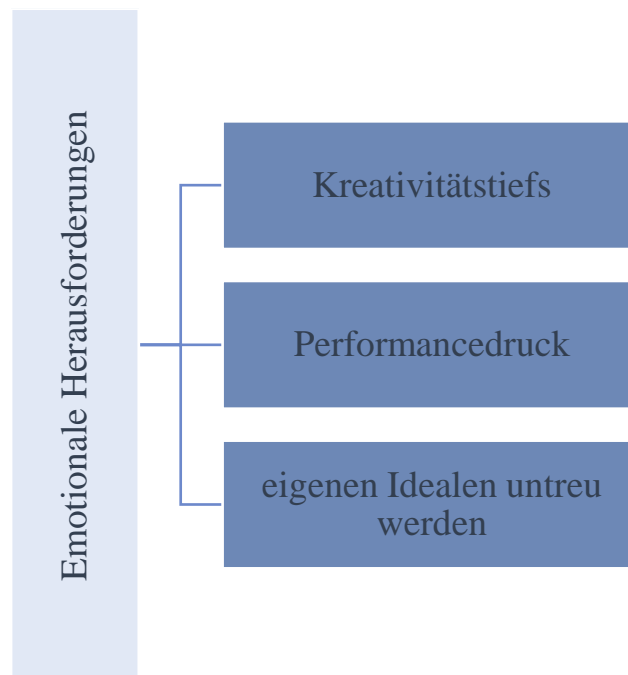 Emotionale Herausforderungen
Kreativitätstiefs
Performancedruck
eigenen Idealen untreu
werden